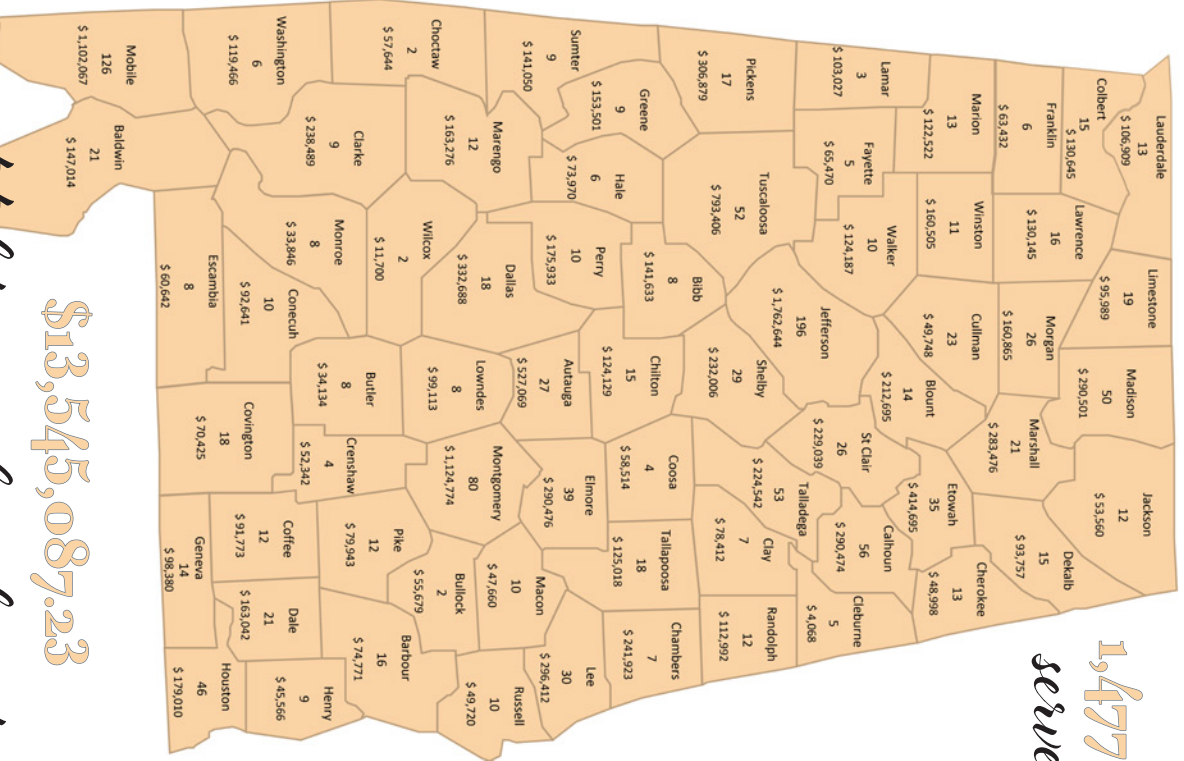 1,477
serve
Lauderdale
13
$ 106,909
Limestone
19
$ 95,989
Madison
50
$ 290,501
Jackson
12
$ 53,560
Colbert
15
$ 130,645
Lawrence
16
$ 130,145
Franklin
6
$ 63,432
Morgan
26
$ 160,865
Marshall
21
$ 283,476
Dekalb
15
$ 93,757
Marion
13
$ 122,522
Winston
11
$ 160,505
Cullman
23
$ 49,748
Blount
14
$ 212,695
Etowah
35
$ 414,695
Cherokee
13
$ 48,998
Lamar
3
$ 103,027
Fayette
5
$ 65,470
Walker
10
$ 124,187
Jefferson
196
$ 1,762,644
St Clair
26
$ 229,039
Calhoun
56
$ 290,474
Cleburne
5
$ 4,068
Pickens
17
$ 306,879
Tuscaloosa
52
$ 793,406
Shelby
29
$ 232,006
Talladega
53
$ 224,542
Clay
7
$ 78,412
Randolph
12
$ 112,992
Bibb
8
$ 141,633
Greene
9
$ 153,501
Hale
6
$ 73,970
Perry
10
$ 175,933
Chilton
15
$ 124,129
Coosa
4
$ 58,514
Tallapoosa
18
$ 125,018
Chambers
7
$ 241,923
Sumter
9
$ 141,050
Marengo
12
$ 163,276
Dallas
18
$ 332,688
Autauga
27
$ 527,069
Elmore
39
$ 290,476
Lee
30
$ 296,412
Macon
10
$ 47,660
Russell
10
$ 49,720
Montgomery
80
$ 1,124,774
Lowndes
8
$ 99,113
Bullock
2
$ 55,679
Choctaw
2
$ 57,644
Wilcox
2
$ 11,700
Clarke
9
$ 238,489
Butler
8
$ 34,134
Crenshaw
4
$ 52,342
Pike
12
$ 79,943
Barbour
16
$ 74,771
Monroe
8
$ 33,846
Conecuh
10
$ 92,641
Washington
6
$ 119,466
Covington
18
$ 70,425
Coffee
12
$ 91,773
Dale
21
$ 163,042
Henry
9
$ 45,566
Escambia
8
$ 60,642
Geneva
14
$ 98,380
Houston
46
$ 179,010
Mobile
126
$ 1,102,067
Baldwin
21
$ 147,014
$13,545,087.23